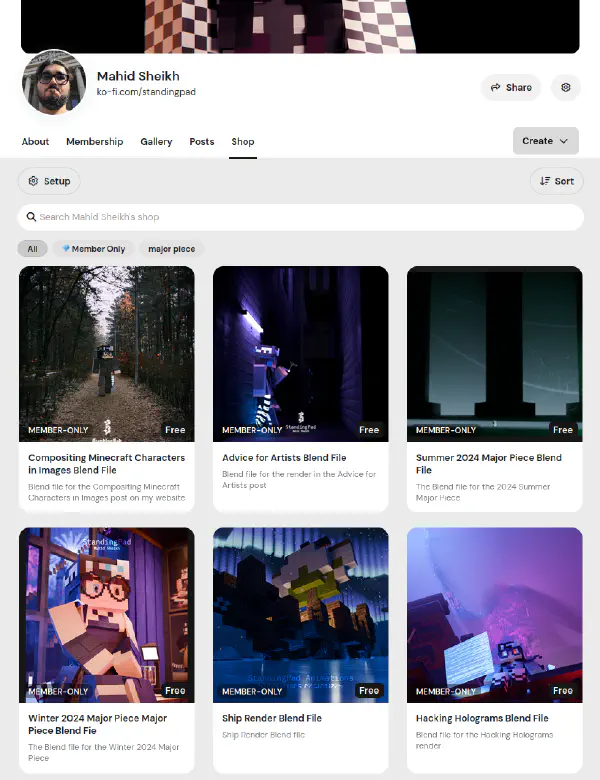 Mahid Sheikh
ko-fi.com/standingpad
Share
About Membership Gallery Posts Shop
Create
Setup
Sort
Search Mahid Sheikh's shop
All
Member Only
major piece
MEMBER-ONLY Free
StandingPad
MEMBER-ONLY Free
MEMBER-ONLY Free
Compositing Minecraft Characters
in Images Blend File
Blend file for the Compositing Minecraft
Characters in Images post on my website
Advice for Artists Blend File
Blend file for the render in the Advice for
Artists post
Summer 2024 Major Piece Blend
File
The Blend file for the 2024 Summer
Major Piece
StandingPad
Mahid Sheikh
MEMBER-ONLY Free
StandingPad Animations
MEMBER-ONLY Free
MEMBER-ONLY Free
Winter 2024 Major Piece Major
Piece Blend Fie
The Blend file for the Winter 2024 Major
Piece
Ship Render Blend File
Ship Render Blend file
Hacking Holograms Blend File
Blend file for the Hacking Holograms
render